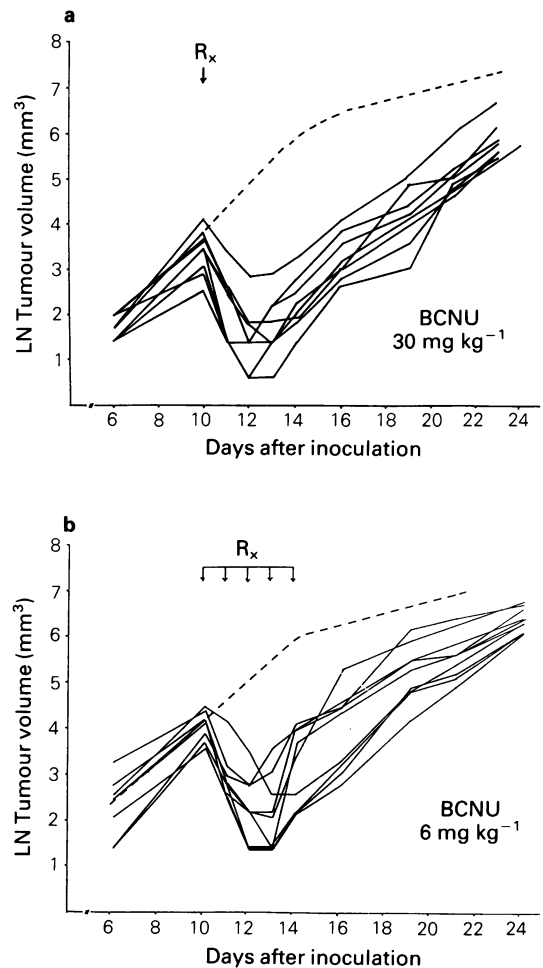 a
Rx
8
7
6
5
4
3
2
1
LN Tumour volume (mm³)
BCNU
30 mg kg⁻¹
6 8 10 12 14 16 18 20 22 24
Days after inoculation
b
Rx
8
7
6
5
4
3
2
1
LN Tumour volume (mm³)
BCNU
6 mg kg⁻¹
6 8 10 12 14 16 18 20 22 24
Days after inoculation